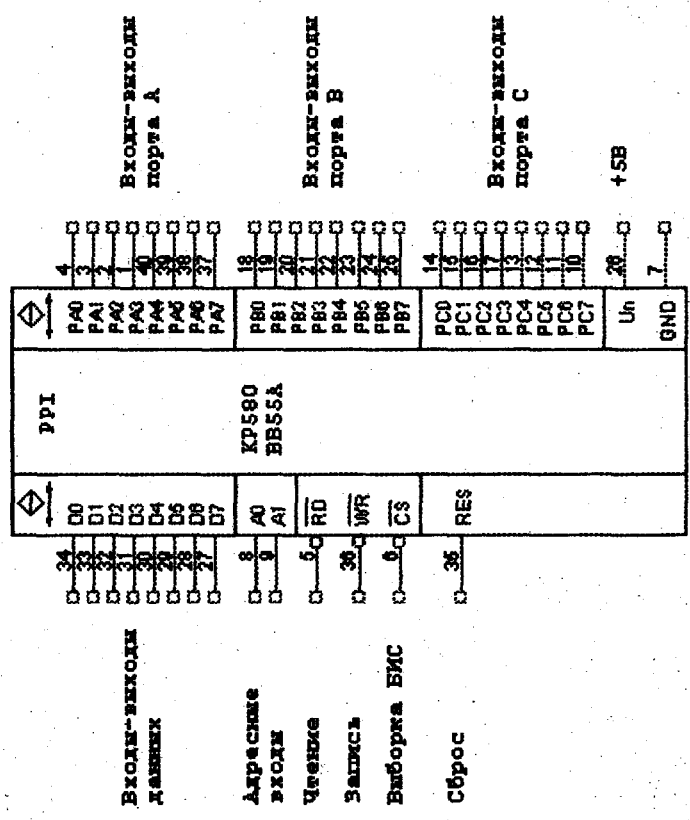 Входы-выходы
данных
Адресные
входы
Чтение
Запись
Выборка БИС
Сброс
34 D0
33 D1
32 D2
31 D3
30 D4
29 D5
28 D6
27 D7
8 A0
9 A1
5 RD
36 WR
6 CS
35 RES
PPI
КР580
ВВ55А
PA0 4
PA1 3
PA2 2
PA3 1
PA4 40
PA5 39
PA6 38
PA7 37
PB0 18
PB1 19
PB2 20
PB3 21
PB4 22
PB5 23
PB6 24
PB7 25
PC0 14
PC1 15
PC2 16
PC3 17
PC4 13
PC5 12
PC6 11
PC7 10
Uп 26
GND 7
Входы-выходы
порта А
Входы-выходы
порта В
Входы-выходы
порта С
+5В